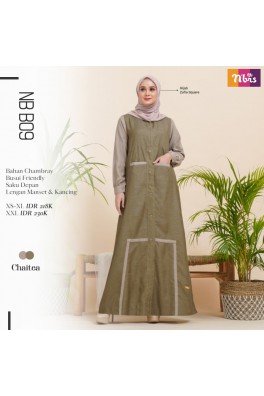 Hijab
Zafia Square
Nbrs
NB B09
Bahan Chambray
Busui Friendly
Saku Depan
Lengan Manset & Kancing
XS-XL IDR 218K
XXL IDR 230K
Chaitea